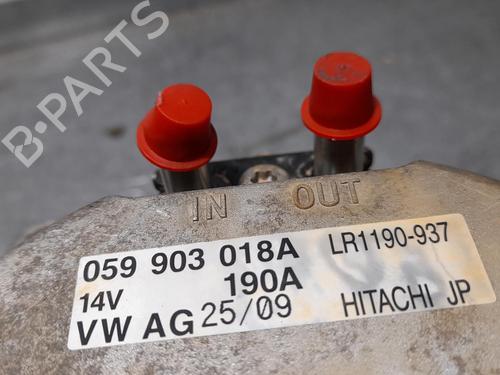 B-PARTS
IN OUT
059 903 018A LR1190-937
14V 190A
VW AG 25/09 HITACHI JP